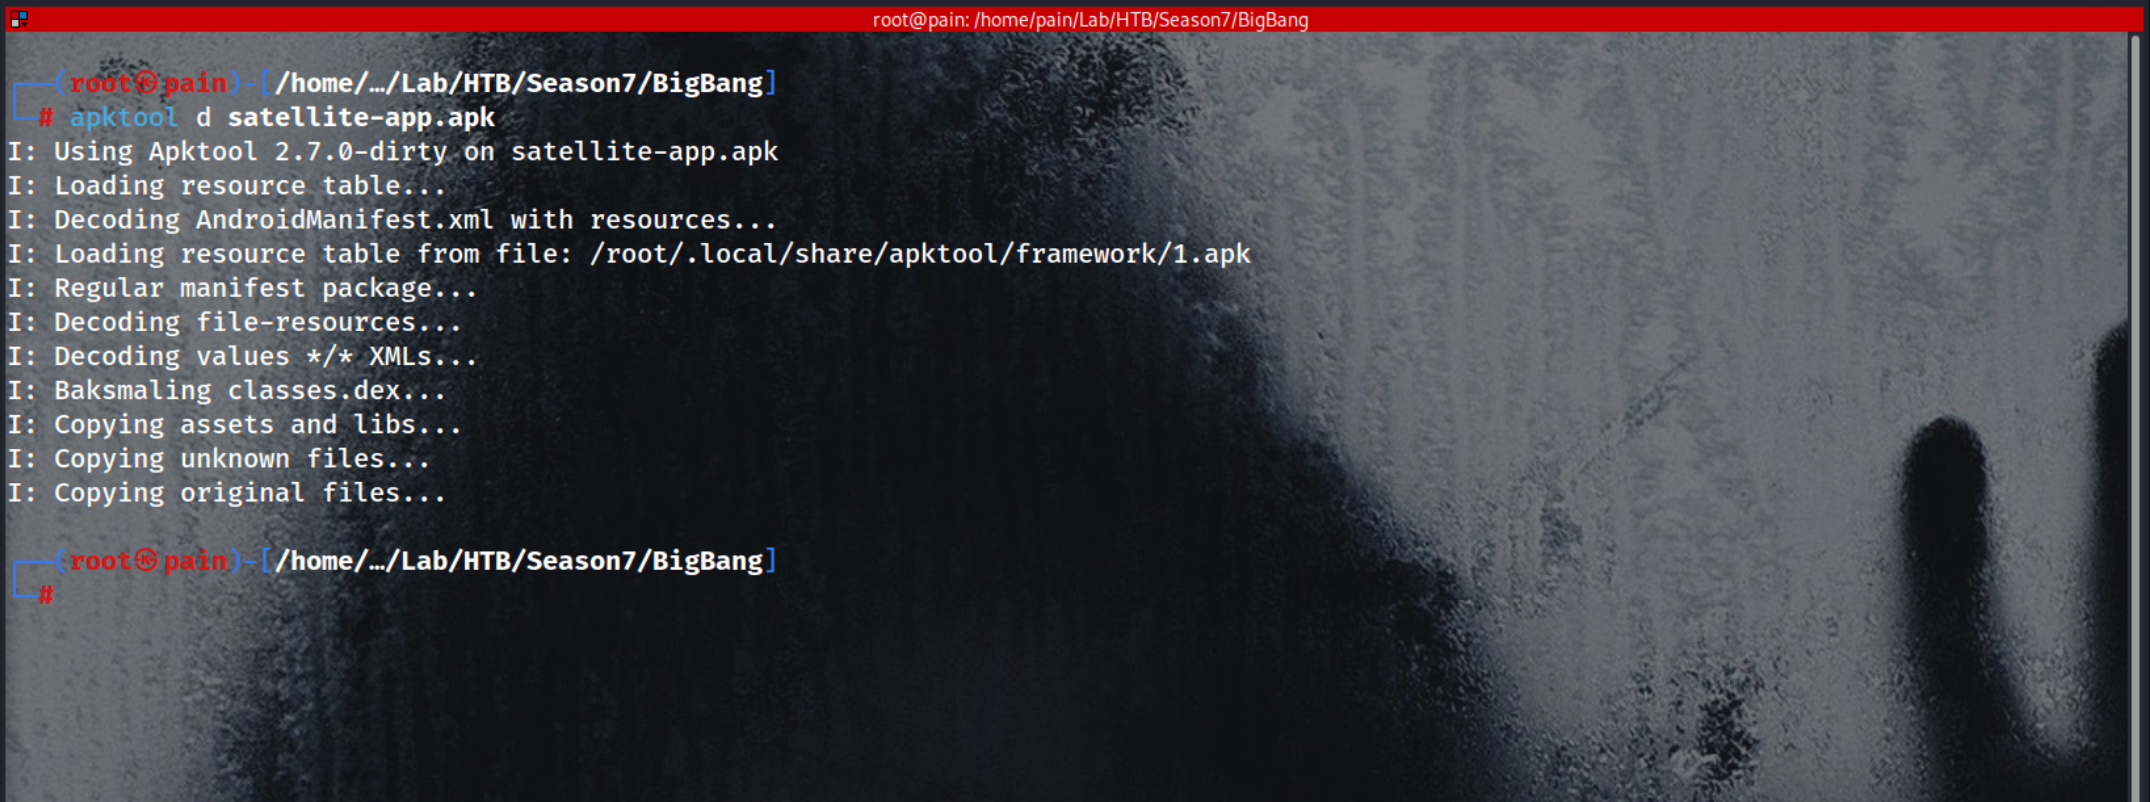 root@pain: /home/pain/Lab/HTB/Season7/BigBang
┌──(root㉿pain)-[/home/…/Lab/HTB/Season7/BigBang]
└─# apktool d satellite-app.apk
I: Using Apktool 2.7.0-dirty on satellite-app.apk
I: Loading resource table...
I: Decoding AndroidManifest.xml with resources...
I: Loading resource table from file: /root/.local/share/apktool/framework/1.apk
I: Regular manifest package...
I: Decoding file-resources...
I: Decoding values */* XMLs...
I: Baksmaling classes.dex...
I: Copying assets and libs...
I: Copying unknown files...
I: Copying original files...
┌──(root㉿pain)-[/home/…/Lab/HTB/Season7/BigBang]
└─#